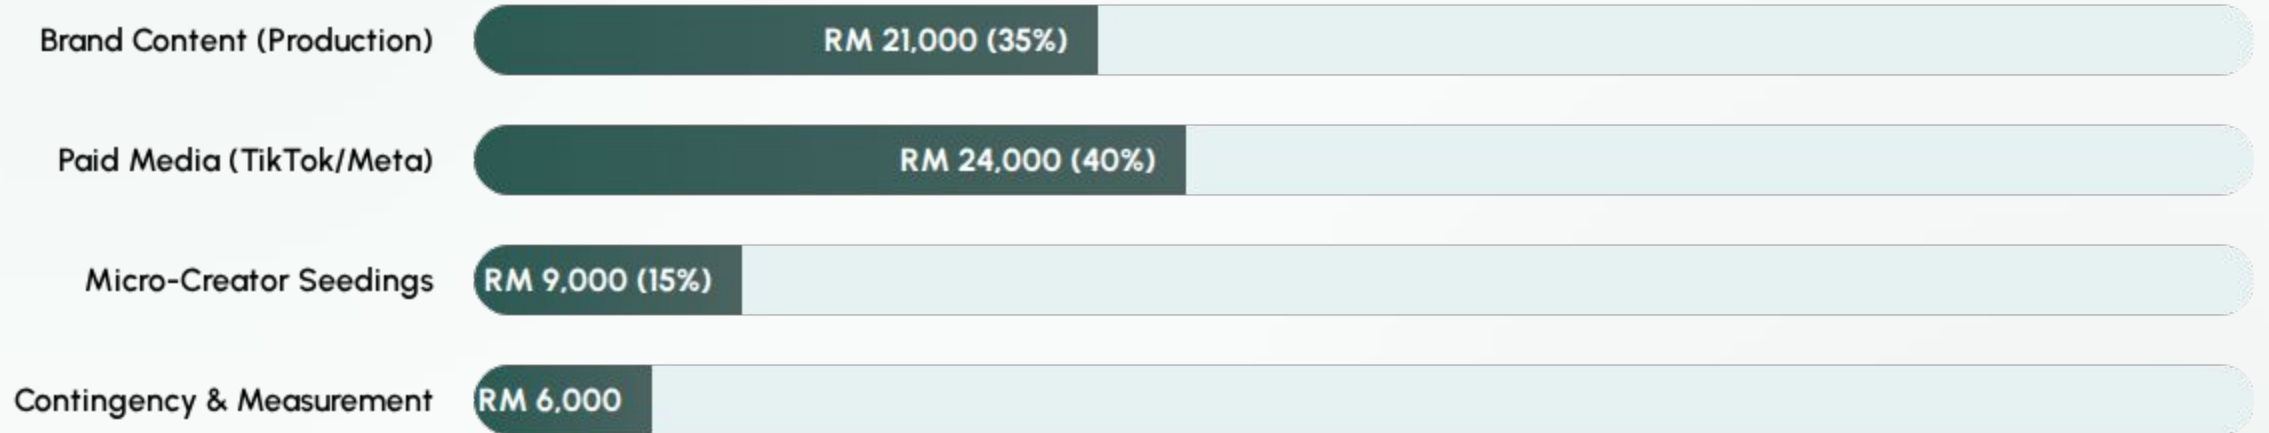 Brand Content (Production) RM 21,000 (35%)
Paid Media (TikTok/Meta) RM 24,000 (40%)
Micro-Creator Seedings RM 9,000 (15%)
Contingency & Measurement RM 6,000